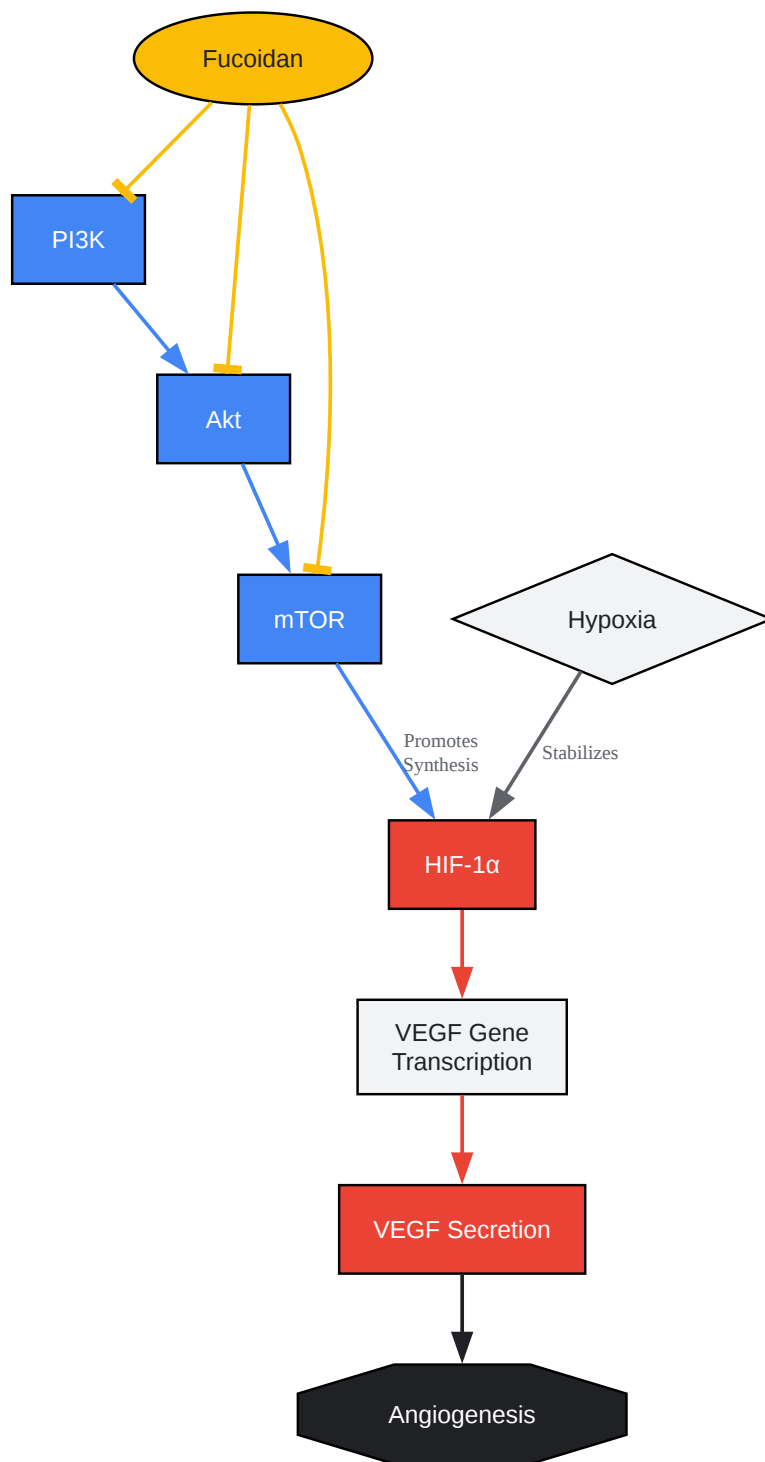 Fucoidan
PI3K
Akt
mTOR
Hypoxia
Promotes
Synthesis
Stabilizes
HIF-1α
VEGF Gene
Transcription
VEGF Secretion
Angiogenesis